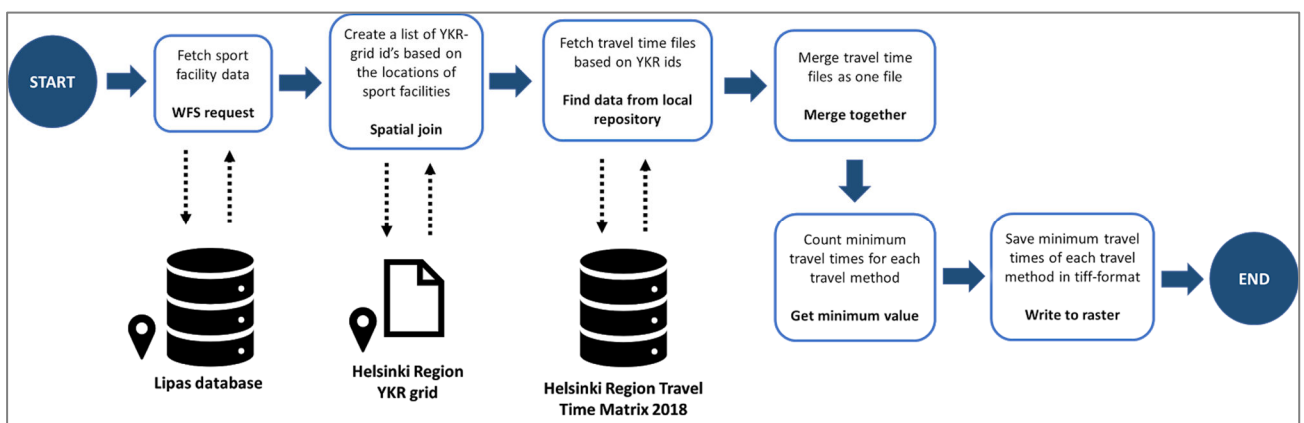 START
Fetch sport
facility data
WFS request
Create a list of YKR-
grid id's based on
the locations of
sport facilities
Spatial join
Fetch travel time files
based on YKR ids
Find data from local
repository
Merge travel time
files as one file
Merge together
Count minimum
travel times for each
travel method
Get minimum value
Save minimum travel
times of each travel
method in tiff-format
Write to raster
END
Lipas database
Helsinki Region
YKR grid
Helsinki Region Travel
Time Matrix 2018